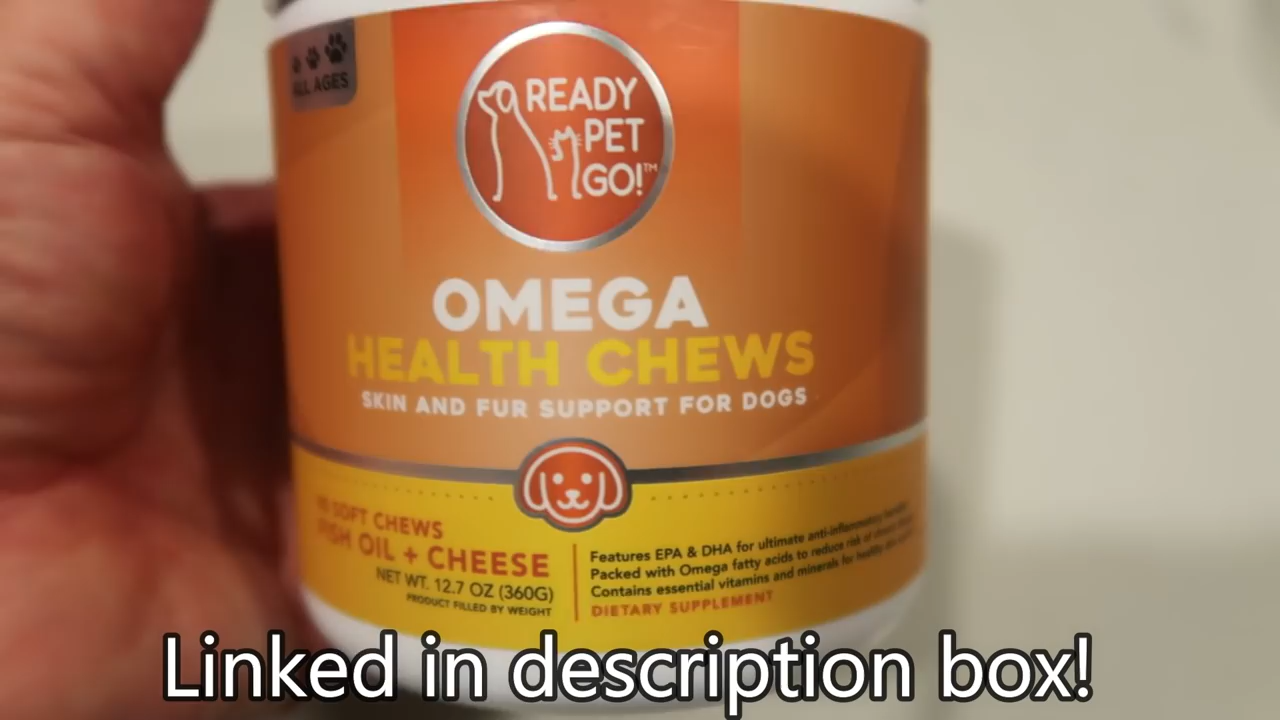 ALL AGES
READY
PET
GO!™
OMEGA
HEALTH CHEWS
SKIN AND FUR SUPPORT FOR DOGS
SOFT CHEWS
FISH OIL + CHEESE
NET WT. 12.7 OZ (360G)
PRODUCT FILLED BY WEIGHT
Features EPA & DHA for ultimate anti-inflammatory
Packed with Omega fatty acids to reduce risk of
Contains essential vitamins and minerals for healthy
DIETARY SUPPLEMENT
Linked in description box!